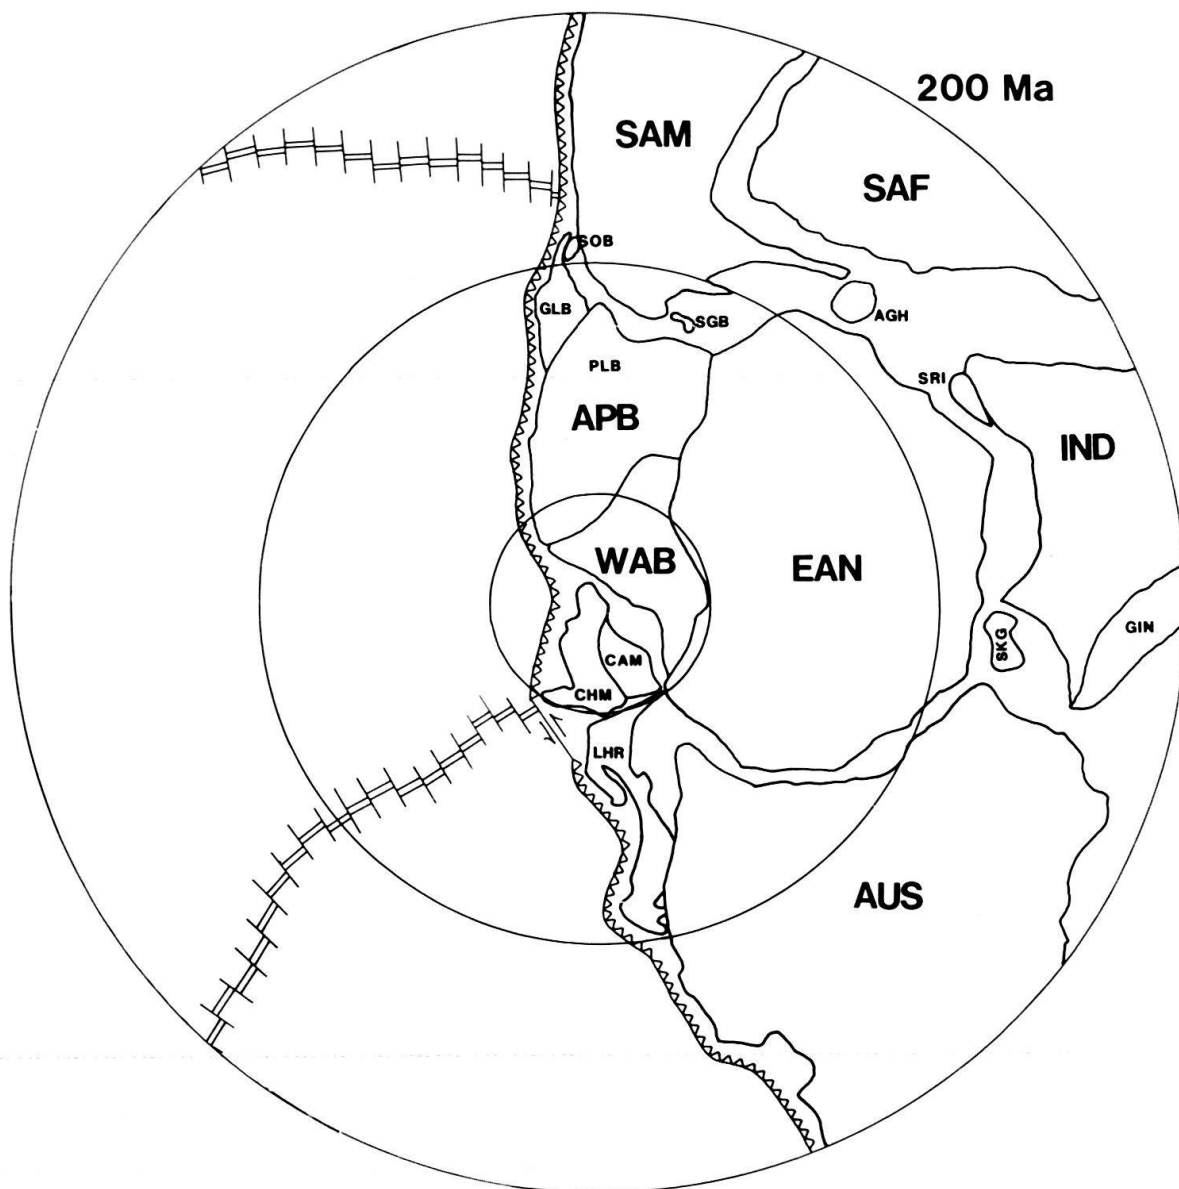 200 Ma
SAM
SAF
SOB
GLB
SGB
AGH
PLB
SRI
APB
IND
WAB
EAN
GIN
SKG
CAM
CHM
LHR
AUS